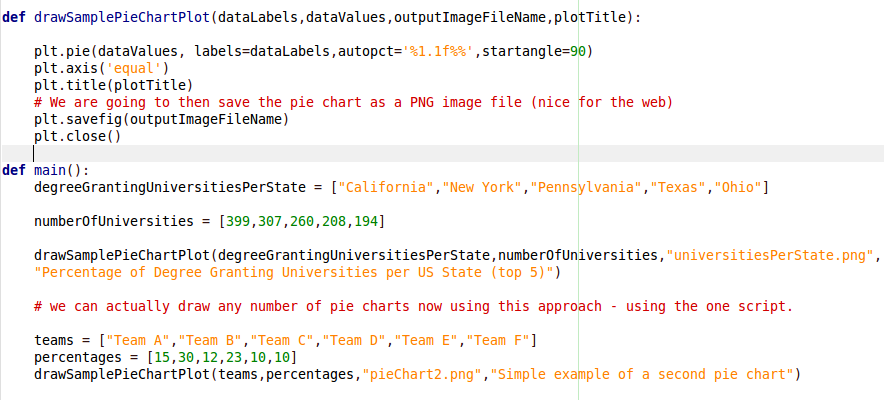 def drawSamplePieChartPlot(dataLabels,dataValues,outputImageFileName,plotTitle):
plt.pie(dataValues, labels=dataLabels,autopct='%1.1f%%',startangle=90)
plt.axis('equal')
plt.title(plotTitle)
# We are going to then save the pie chart as a PNG image file (nice for the web)
plt.savefig(outputImageFileName)
plt.close()
def main():
degreeGrantingUniversitiesPerState = ["California","New York","Pennsylvania","Texas","Ohio"]
numberOfUniversities = [399,307,260,208,194]
drawSamplePieChartPlot(degreeGrantingUniversitiesPerState,numberOfUniversities,"universitiesPerState.png",
"Percentage of Degree Granting Universities per US State (top 5)")
# we can actually draw any number of pie charts now using this approach - using the one script.
teams = ["Team A","Team B","Team C","Team D","Team E","Team F"]
percentages = [15,30,12,23,10,10]
drawSamplePieChartPlot(teams,percentages,"pieChart2.png","Simple example of a second pie chart")